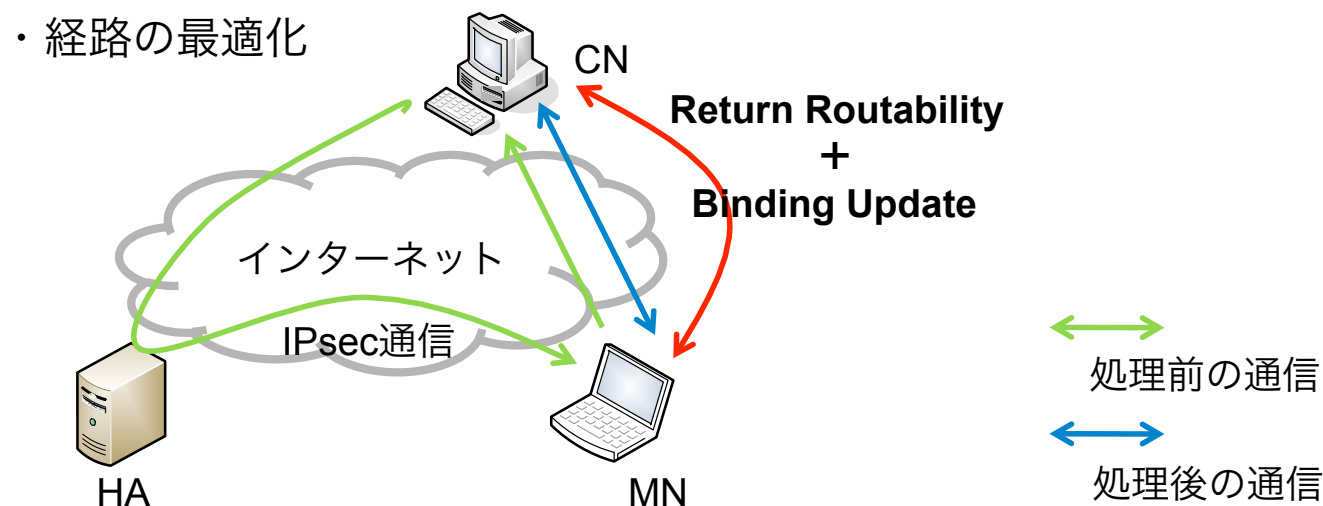 ・経路の最適化
CN
Return Routability
+
Binding Update
インターネット
IPsec通信
HA
MN
処理前の通信
処理後の通信